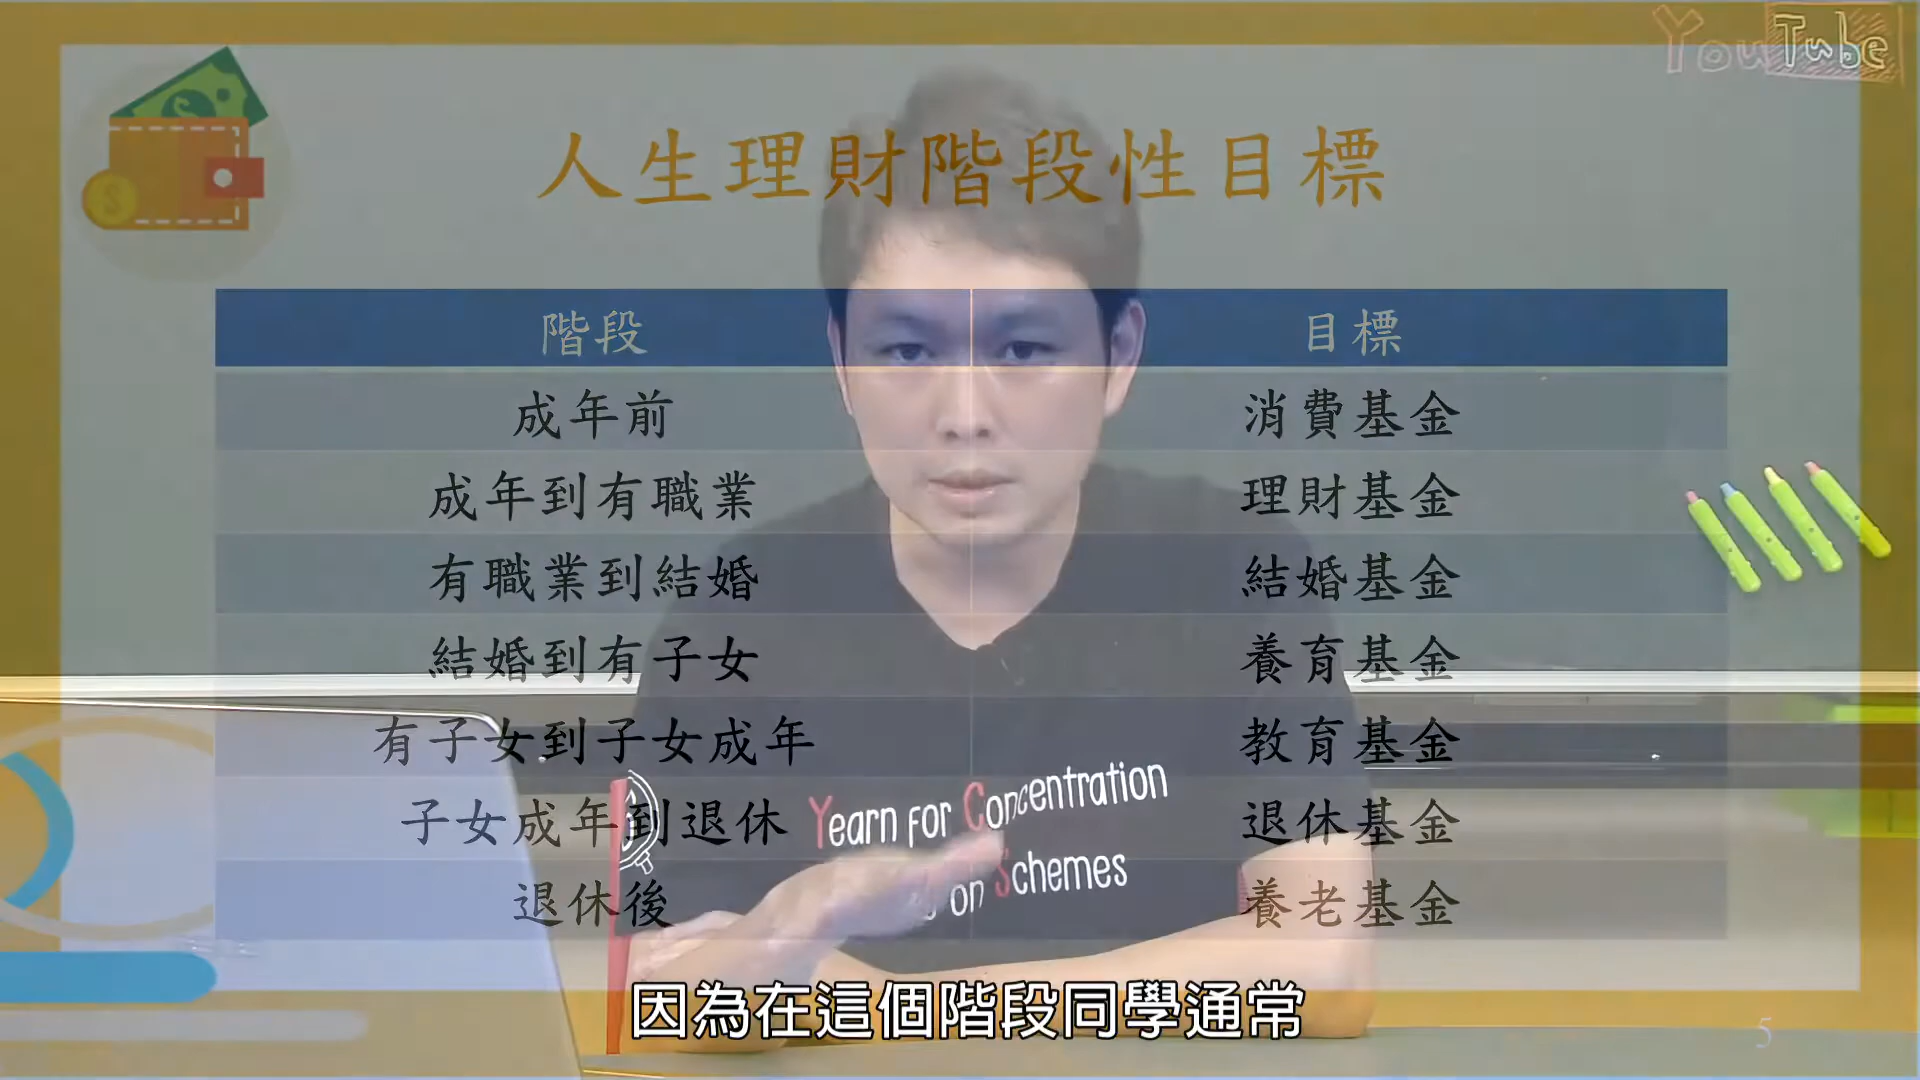 YouTube
人生理財階段性目標
階段 目標
成年前 消費基金
成年到有職業 理財基金
有職業到結婚 結婚基金
結婚到有子女 養育基金
有子女到子女成年 教育基金
子女成年到退休 退休基金
退休後 養老基金
Yearn for Concentration
on Schemes
因為在這個階段同學通常
5